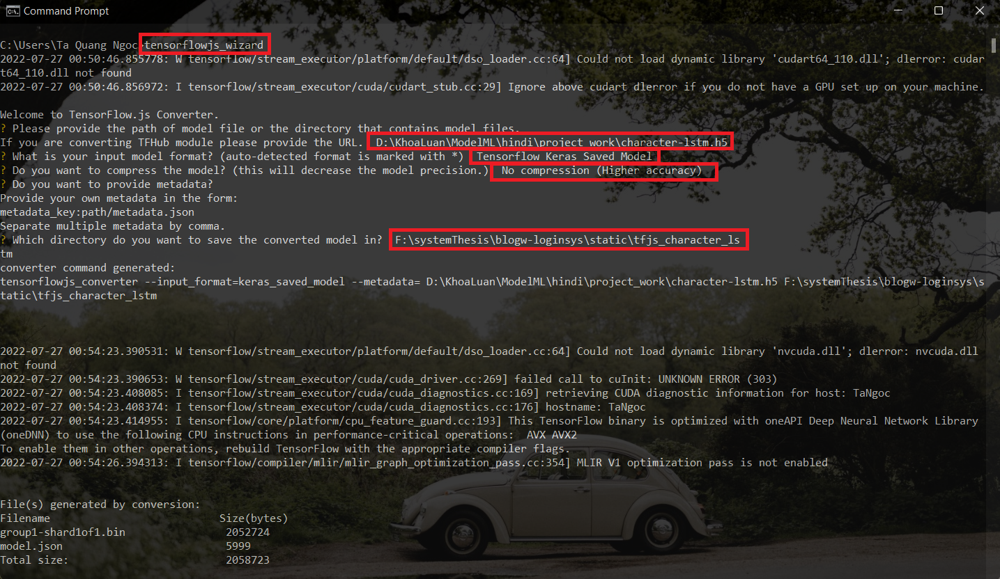 Command Prompt
C:\Users\Ta Quang Ngoc>tensorflowjs_wizard
2022-07-27 00:50:46.855778: W tensorflow/stream_executor/platform/default/dso_loader.cc:64] Could not load dynamic library 'cudart64_110.dll'; dlerror: cudar
t64_110.dll not found
2022-07-27 00:50:46.856972: I tensorflow/stream_executor/cuda/cudart_stub.cc:29] Ignore above cudart dlerror if you do not have a GPU set up on your machine.
Welcome to TensorFlow.js Converter.
? Please provide the path of model file or the directory that contains model files.
If you are converting TFHub module please provide the URL. D:\KhoaLuan\ModelML\hindi\project_work\character-lstm.h5
? What is your input model format? (auto-detected format is marked with *) Tensorflow Keras Saved Model
? Do you want to compress the model? (this will decrease the model precision.) No compression (Higher accuracy)
? Do you want to provide metadata?
Provide your own metadata in the form:
metadata_key:path/metadata.json
Separate multiple metadata by comma.
? Which directory do you want to save the converted model in? F:\systemThesis\blogw-loginsys\static\tfjs_character_ls
tm
converter command generated:
tensorflowjs_converter --input_format=keras_saved_model --metadata= D:\KhoaLuan\ModelML\hindi\project_work\character-lstm.h5 F:\systemThesis\blogw-loginsys\s
tatic\tfjs_character_lstm
2022-07-27 00:54:23.390531: W tensorflow/stream_executor/platform/default/dso_loader.cc:64] Could not load dynamic library 'nvcuda.dll'; dlerror: nvcuda.dll
not found
2022-07-27 00:54:23.390653: W tensorflow/stream_executor/cuda/cuda_driver.cc:269] failed call to cuInit: UNKNOWN ERROR (303)
2022-07-27 00:54:23.408085: I tensorflow/stream_executor/cuda/cuda_diagnostics.cc:169] retrieving CUDA diagnostic information for host: TaNgoc
2022-07-27 00:54:23.408374: I tensorflow/stream_executor/cuda/cuda_diagnostics.cc:176] hostname: TaNgoc
2022-07-27 00:54:23.414955: I tensorflow/core/platform/cpu_feature_guard.cc:193] This TensorFlow binary is optimized with oneAPI Deep Neural Network Library
(oneDNN) to use the following CPU instructions in performance-critical operations:  AVX AVX2
To enable them in other operations, rebuild TensorFlow with the appropriate compiler flags.
2022-07-27 00:54:26.394313: I tensorflow/compiler/mlir/mlir_graph_optimization_pass.cc:354] MLIR V1 optimization pass is not enabled
File(s) generated by conversion:
Filename Size(bytes)
group1-shard1of1.bin 2052724
model.json 5999
Total size: 2058723